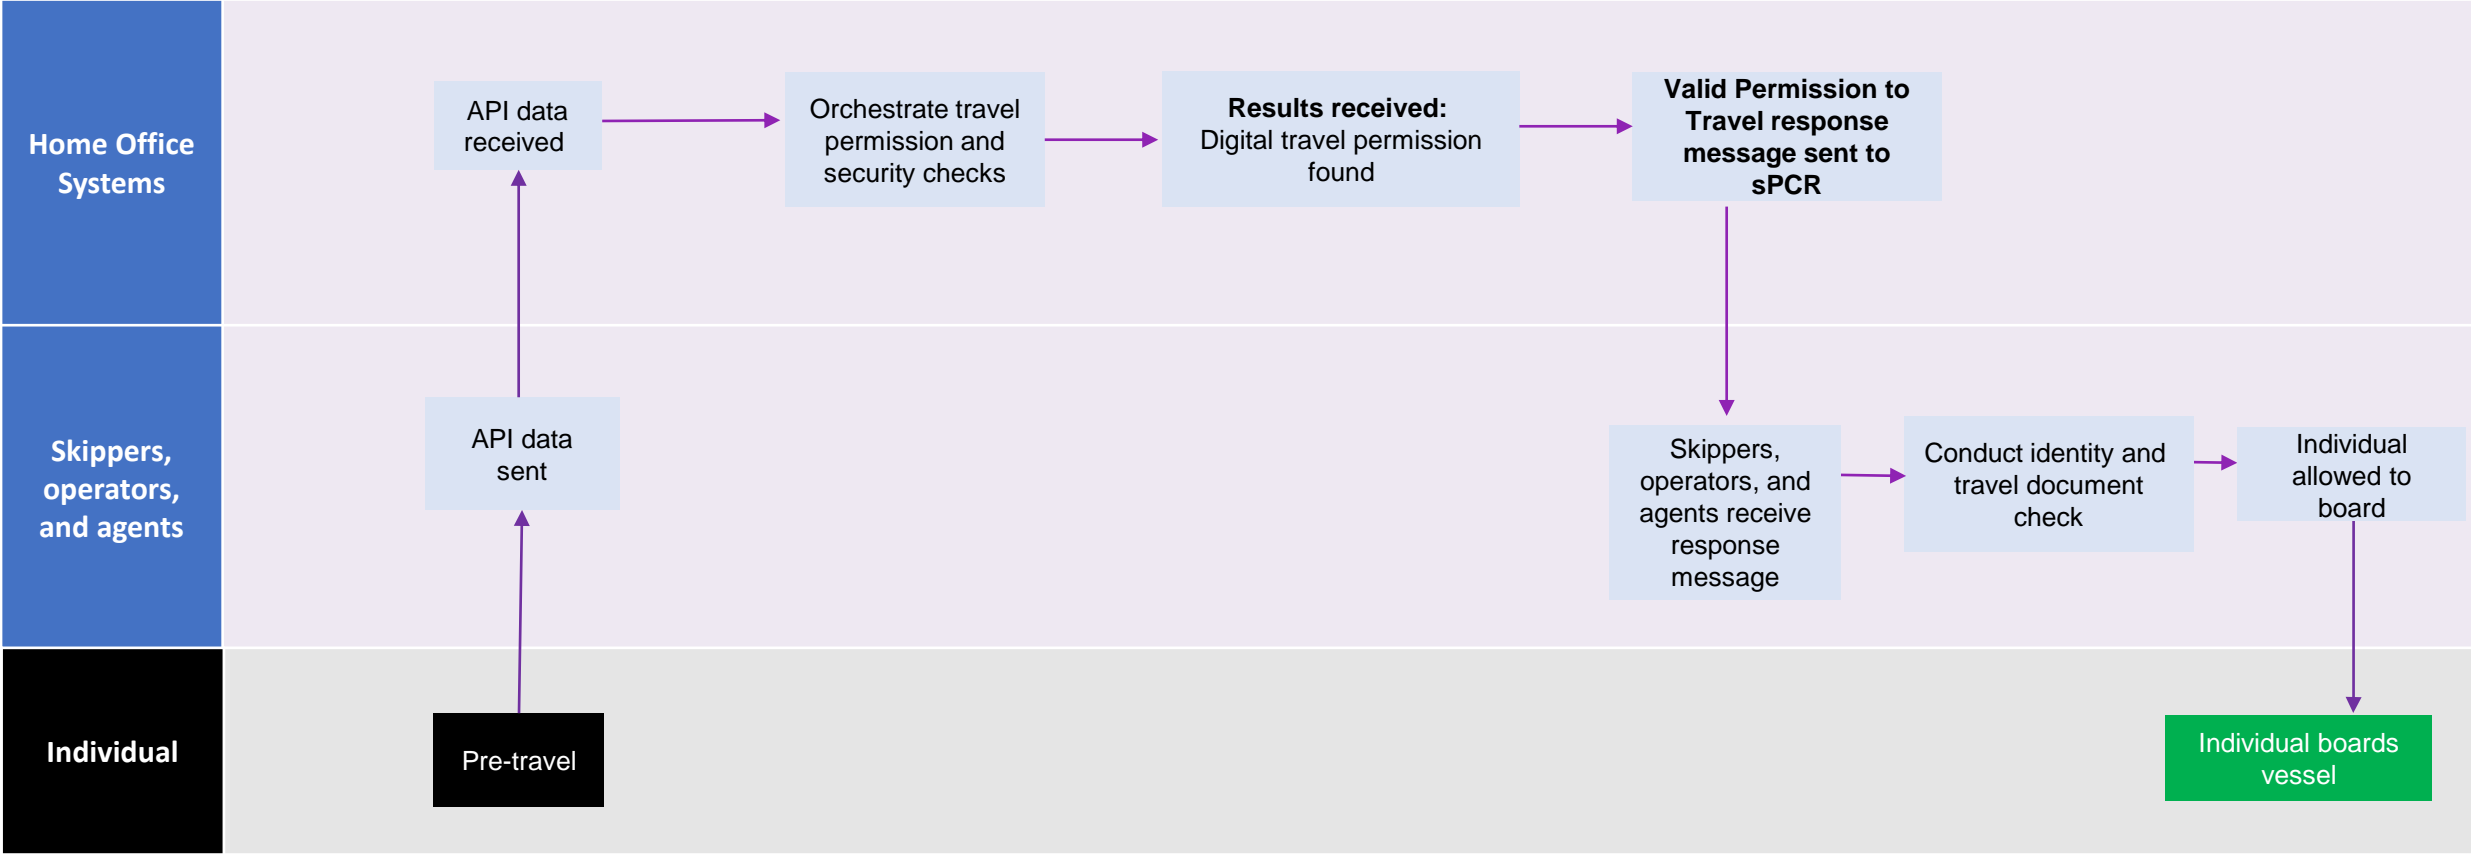 Home Office
Systems
API data
received
Orchestrate travel
permission and
security checks
Results received:
Digital travel permission
found
Valid Permission to
Travel response
message sent to
sPCR
Skippers,
operators,
and agents
API data
sent
Skippers,
operators, and
agents receive
response
message
Conduct identity and
travel document
check
Individual
allowed to
board
Individual
Pre-travel
Individual boards
vessel